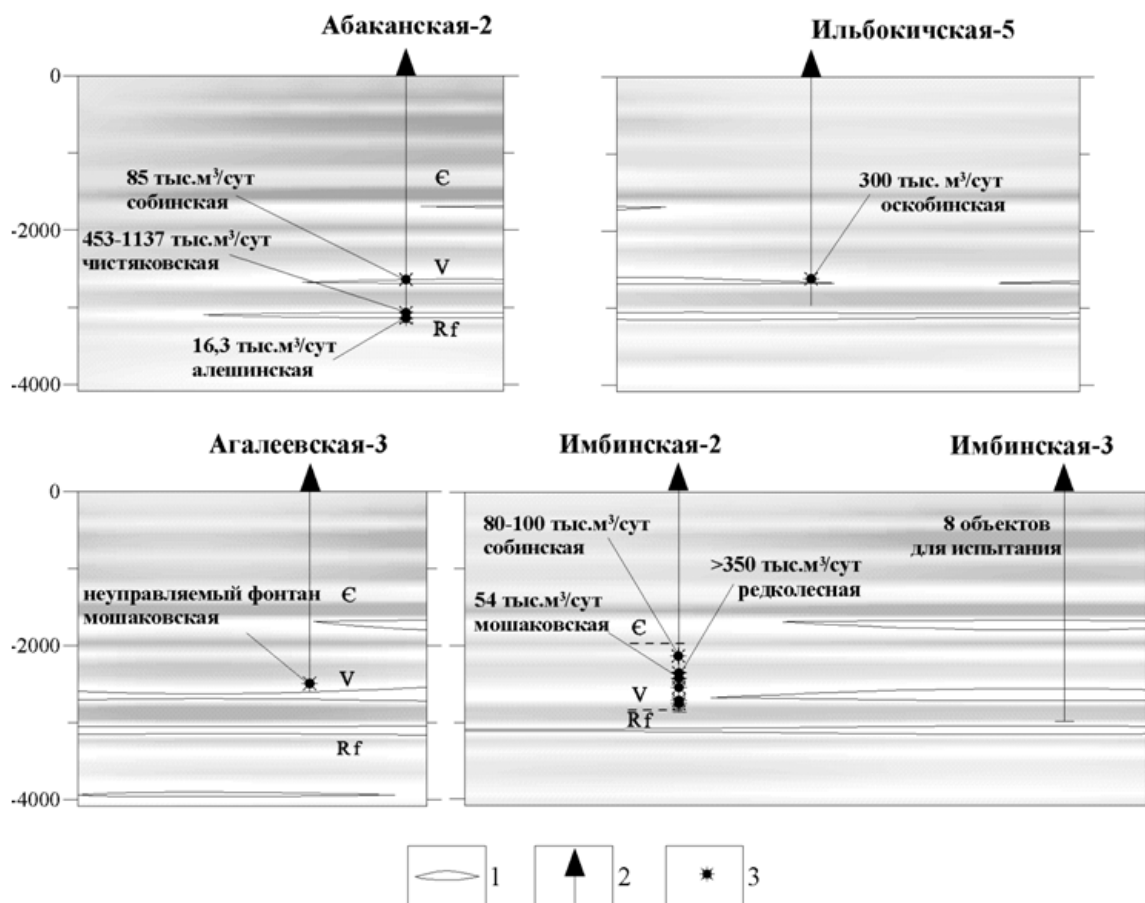 Абаканская-2
Ильбокичская-5
0
-2000
-4000
85 тыс.м³/сут
собинская
Є
453-1137 тыс.м³/сут
чистяковская
V
Rf
16,3 тыс.м³/сут
алешинская
300 тыс. м³/сут
оскобинская
Агалеевская-3
Имбинская-2
Имбинская-3
0
-2000
-4000
неуправляемый фонтан
мошаковская
Є
V
Rf
80-100 тыс.м³/сут
собинская
>350 тыс.м³/сут
редколесная
54 тыс.м³/сут
мошаковская
Є
V
Rf
8 объектов
для испытания
1
2
3